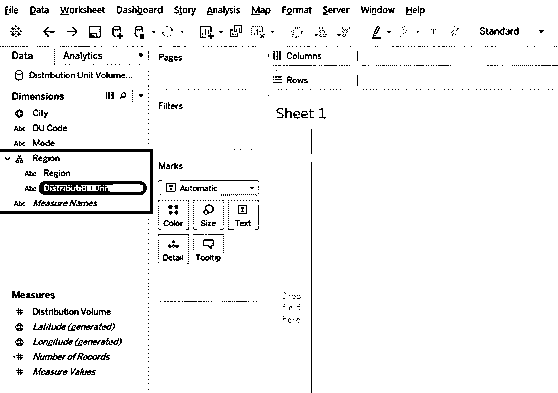 File Data Worksheet Dashboard Story Analysis Map Format Server Window Help
Standard
Data Analytics Pages Columns
Distribution Unit Volume... Rows
Dimensions Filters Sheet 1
City
Abc DU Code
Abc Mode
Region Marks
Abc Region
Abc Distribution Unit Automatic
Abc Measure Names
Color Size Text
Detail Tooltip
Drop
field
here
Measures
# Distribution Volume
Latitude (generated)
Longitude (generated)
# Number of Records
# Measure Values